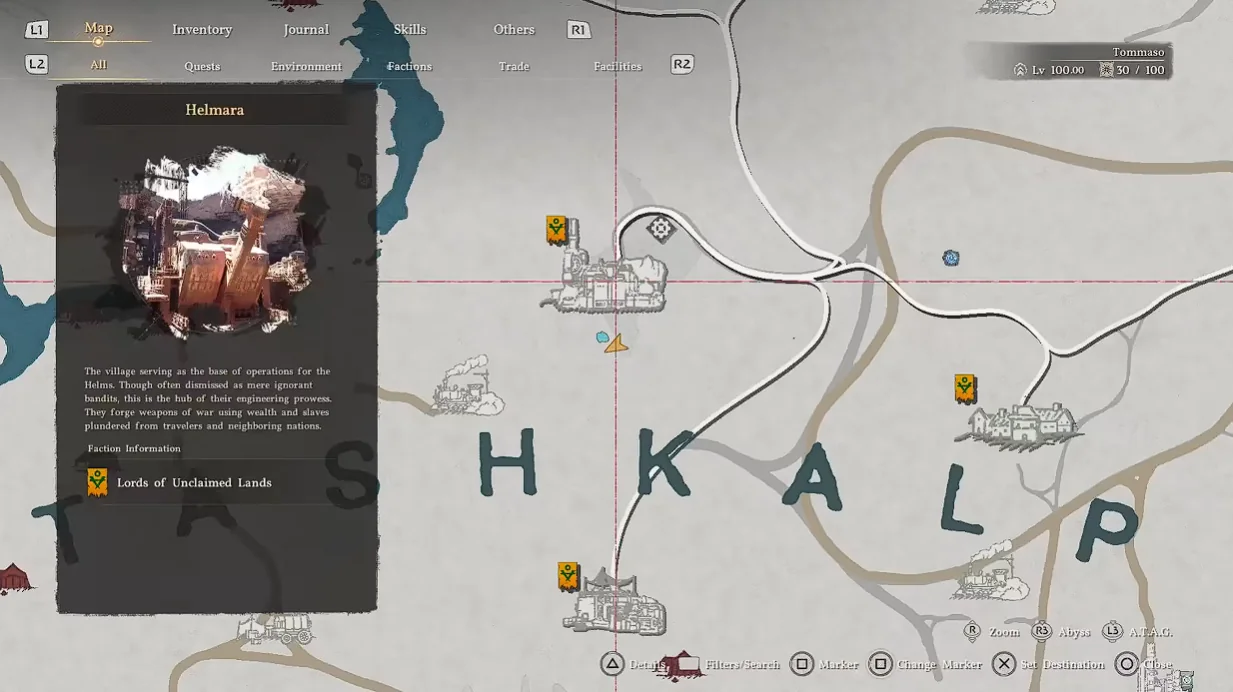 L1 Map Inventory Journal Skills Others R1
L2 All Quests Environment Factions Trade Facilities R2
Tommaso
Lv 100.00 30 / 100
Helmara
The village serving as the base of operations for the
Helms. Though often dismissed as mere ignorant
bandits, this is the hub of their engineering prowess.
They forge weapons of war using wealth and slaves
plundered from travelers and neighboring nations.
Faction Information
Lords of Unclaimed Lands
T A S H K A L P
R Zoom R3 Abyss L3 A.T.A.G.
Details Filters/Search Marker Change Marker Set Destination Close